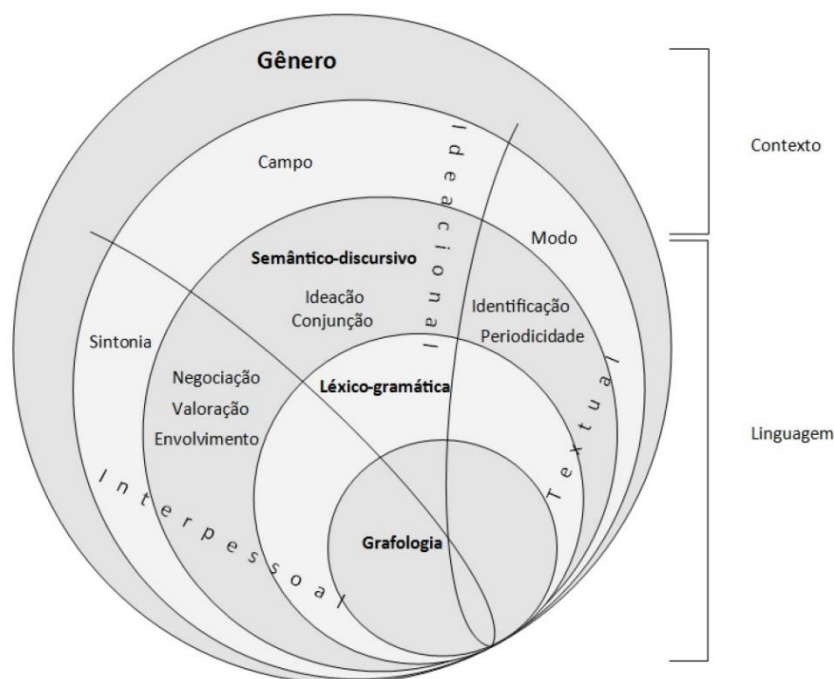 Gênero
Contexto
Campo
Ideacional
Modo
Semântico-discursivo
Ideação
Conjunção
Identificação
Periodicidade
Sintonia
Negociação
Valoração
Envolvimento
Léxico-gramática
Textual
Linguagem
Interpessoal
Grafologia